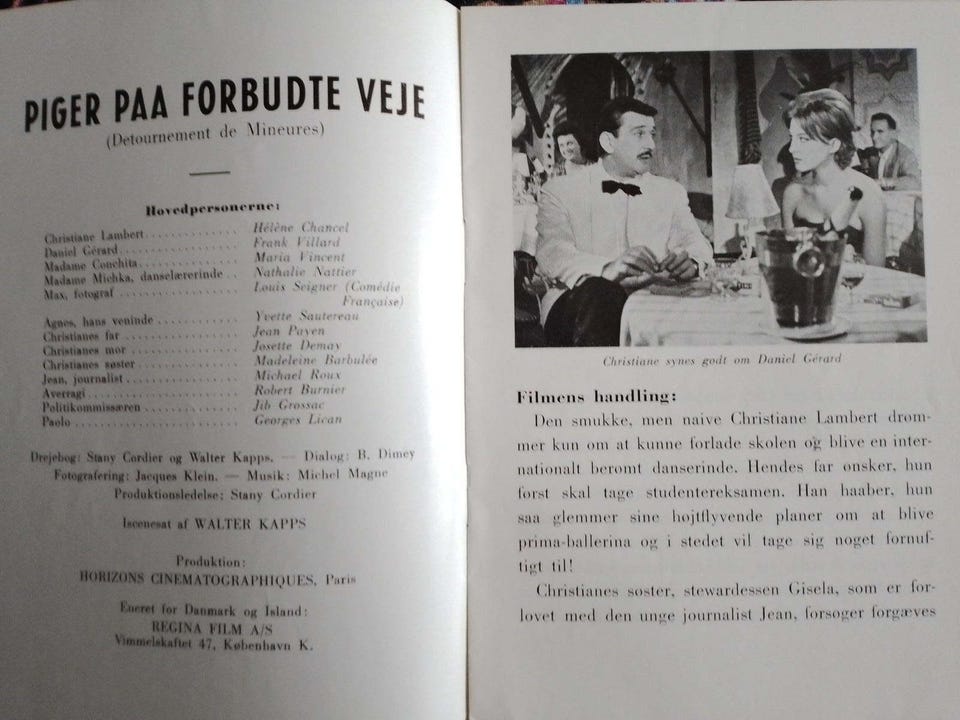 PIGER PAA FORBUDTE VEJE
(Detournement de Mineures)
Hovedpersonerne:
Christiane Lambert.............. Hélène Chancel
Daniel Gérard.................. Frank Villard
Madame Conchita.............. Maria Vincent
Madame Michka, danselærerinde .. Nathalie Nattier
Max, fotograf .................. Louis Seigner (Comédie
Française)
Agnes, hans veninde ............ Yvette Sautereau
Christianes far ................ Jean Payen
Christianes mor ................ Josette Demay
Christianes søster .............. Madeleine Barbulée
Jean, journalist ................ Michael Roux
Averragi ...................... Robert Burnier
Politikommissæren .............. Jib Grossac
Paolo ........................ Georges Lican
Drejebog: Stany Cordier og Walter Kapps. — Dialog: B. Dimey
Fotografering: Jacques Klein. — Musik: Michel Magne
Produktionsledelse: Stany Cordier
Iscenesat af WALTER KAPPS
Produktion:
HORIZONS CINEMATOGRAPHIQUES, Paris
Eneret for Danmark og Island:
REGINA FILM A/S
Vimmelskaftet 47, København K.
Christiane synes godt om Daniel Gérard
Filmens handling:
Den smukke, men naive Christiane Lambert drøm-
mer kun om at kunne forlade skolen og blive en inter-
nationalt berømt danserinde. Hendes far ønsker, hun
først skal tage studentereksamen. Han haaber, hun
saa glemmer sine højtflyvende planer om at blive
prima-ballerina og i stedet vil tage sig noget fornuf-
tigt til!
Christianes søster, stewardessen Gisela, som er for-
lovet med den unge journalist Jean, forsøger forgæves